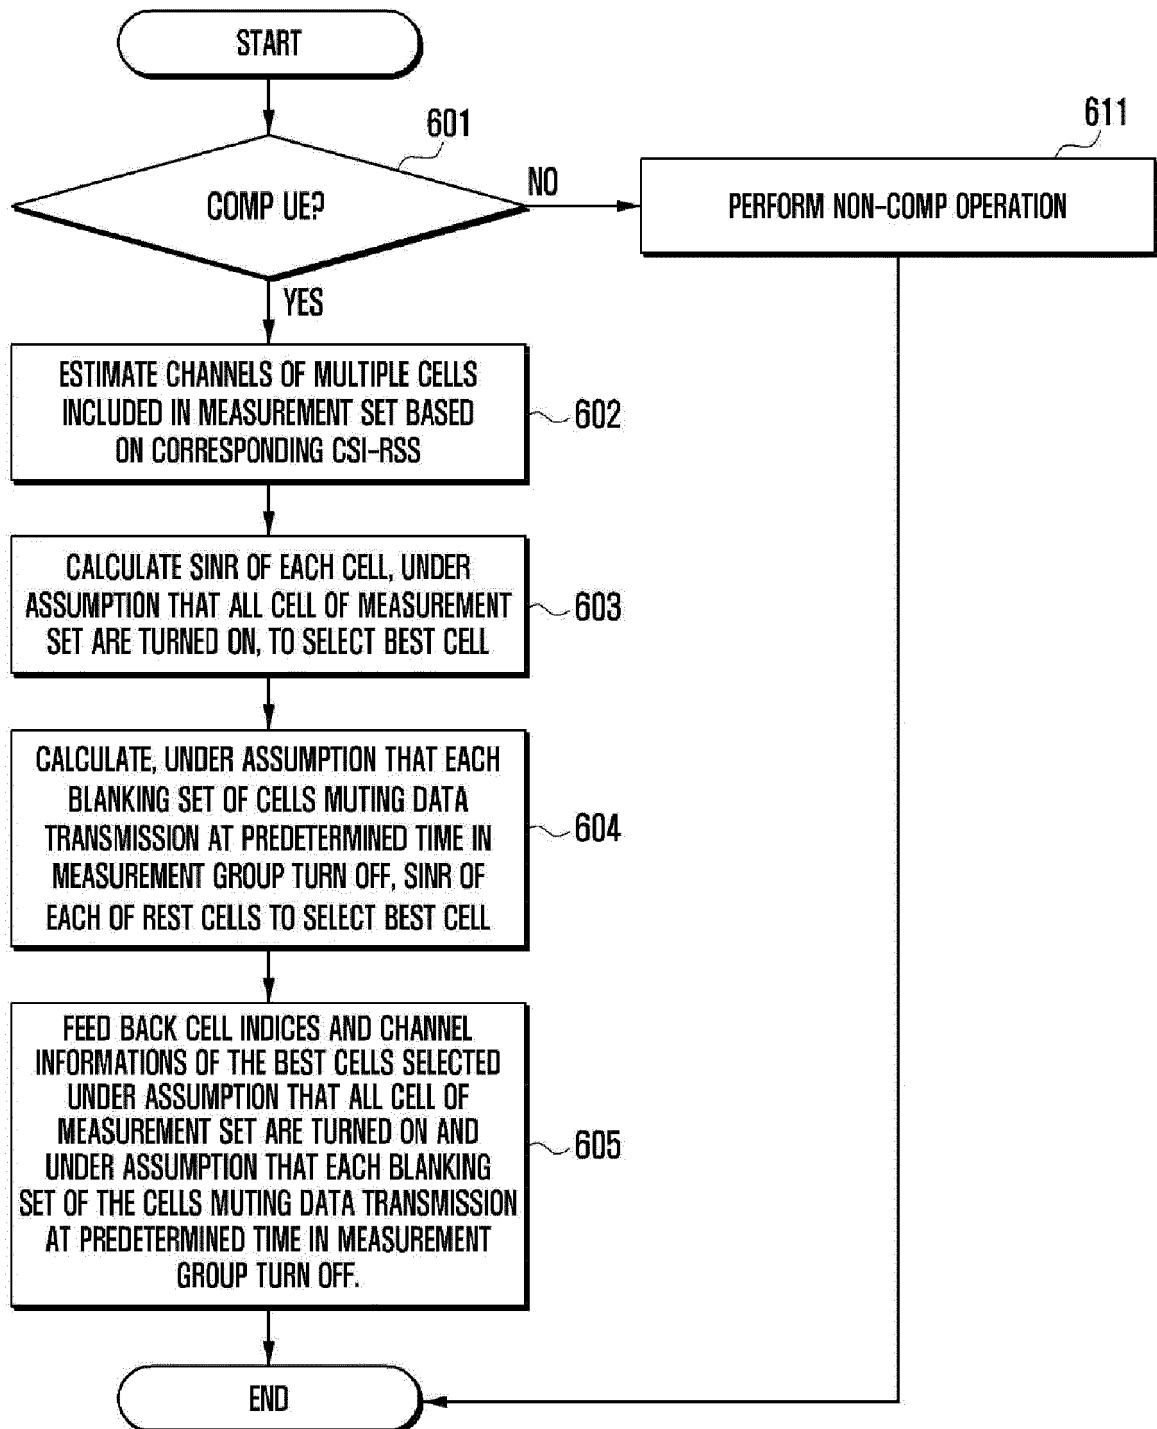 START
601
COMP UE?
NO
611
PERFORM NON-COMP OPERATION
YES
ESTIMATE CHANNELS OF MULTIPLE CELLS
INCLUDED IN MEASUREMENT SET BASED
ON CORRESPONDING CSI-RSS
602
CALCULATE SINR OF EACH CELL, UNDER
ASSUMPTION THAT ALL CELL OF MEASUREMENT
SET ARE TURNED ON, TO SELECT BEST CELL
603
CALCULATE, UNDER ASSUMPTION THAT EACH
BLANKING SET OF CELLS MUTING DATA
TRANSMISSION AT PREDETERMINED TIME IN
MEASUREMENT GROUP TURN OFF, SINR OF
EACH OF REST CELLS TO SELECT BEST CELL
604
FEED BACK CELL INDICES AND CHANNEL
INFORMATIONS OF THE BEST CELLS SELECTED
UNDER ASSUMPTION THAT ALL CELL OF
MEASUREMENT SET ARE TURNED ON AND
UNDER ASSUMPTION THAT EACH BLANKING
SET OF THE CELLS MUTING DATA TRANSMISSION
AT PREDETERMINED TIME IN MEASUREMENT
GROUP TURN OFF.
605
END